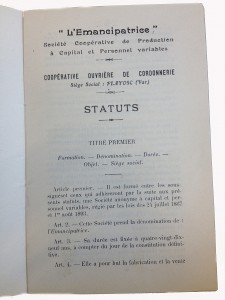 "L'Emancipatrice"
Société Coopérative de Production
à Capital et Personnel variables
COOPÉRATIVE OUVRIÈRE DE CORDONNERIE
Siège Social : FLAYOSC (Var)
STATUTS
TITRE PREMIER
Formation. — Dénomination. — Durée. —
Objet. — Siège social.
Article premier. — Il est formé entre les sous-
signés et ceux qui adhéreront par la suite aux pré-
sents statuts, une Société anonyme à capital et per-
sonnel variables, régie par les lois des 24 juillet 1867
et 1er août 1893.
Art. 2. — Cette Société prend la dénomination de :
l'Emancipatrice.
Art. 3. — Sa durée est fixée à quatre-vingt-dix
ans, à compter du jour de la constitution défini-
tive.
Art. 4. — Elle a pour but la fabrication et la vente